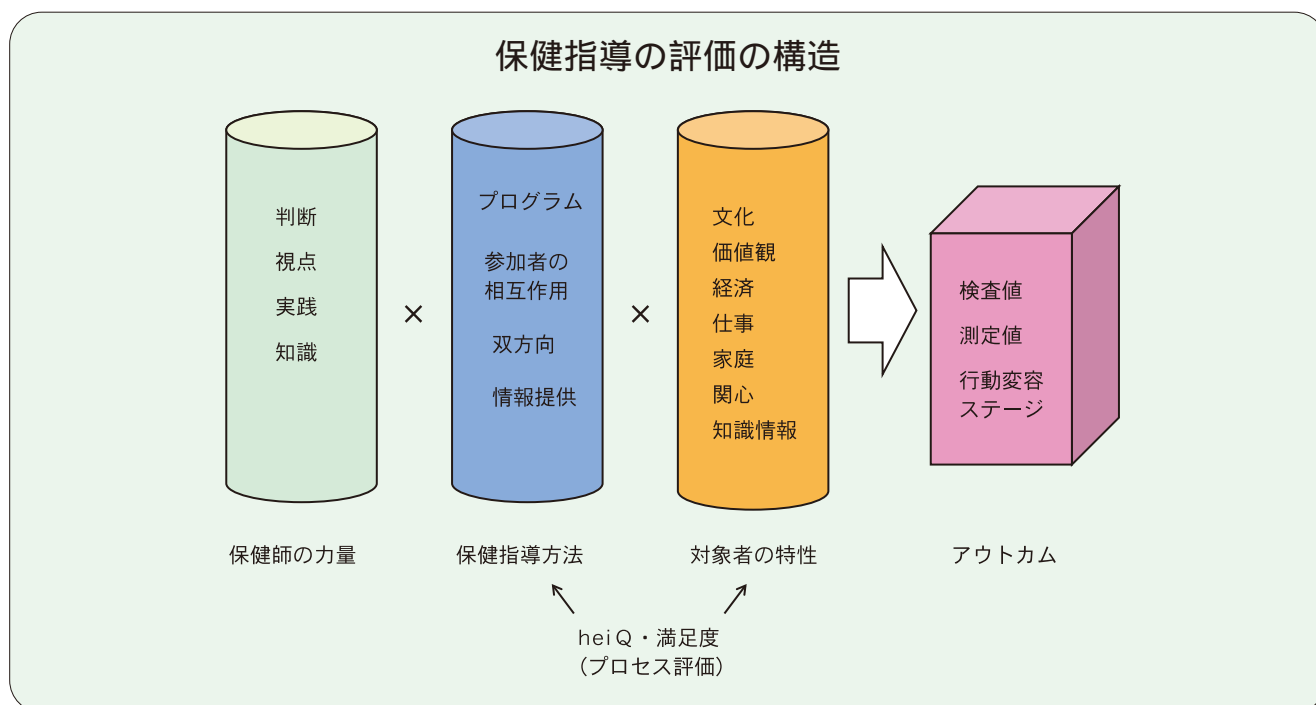 保健指導の評価の構造
判断
視点
実践
知識
×
プログラム
参加者の
相互作用
双方向
情報提供
×
文化
価値観
経済
仕事
家庭
関心
知識情報
検査値
測定値
行動変容
ステージ
保健師の力量
保健指導方法
対象者の特性
アウトカム
heiQ・満足度
（プロセス評価）